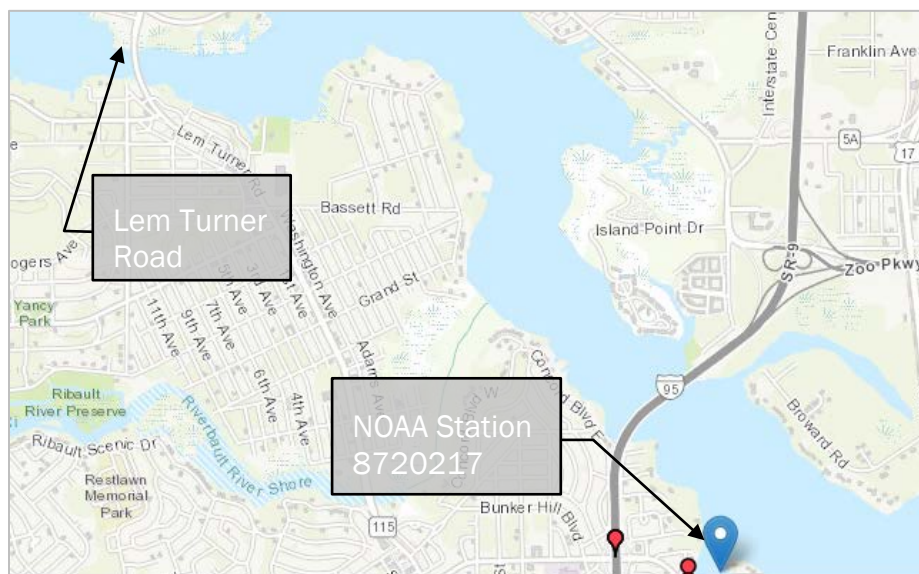 Interstate Cen
Franklin Ave
5A
17
e
Lem Turner Rd
Lem Turner
Road
Bassett Rd
Washington Ave
Island Point Dr
SR-9
Zoo Pkwy
ogers Ave
5th Ave
3rd Ave
1st Ave
Grand St
Yancy
Park
11th Ave
9th Ave
7th Ave
6th Ave
4th Ave
Adams Ave
95
Ribault
River Preserve
Ribault Scenic Dr
Riverbault River Shore
Restlawn
Memorial
Park
NOAA Station
8720217
Broward Rd
115
Bunker Hill Blvd